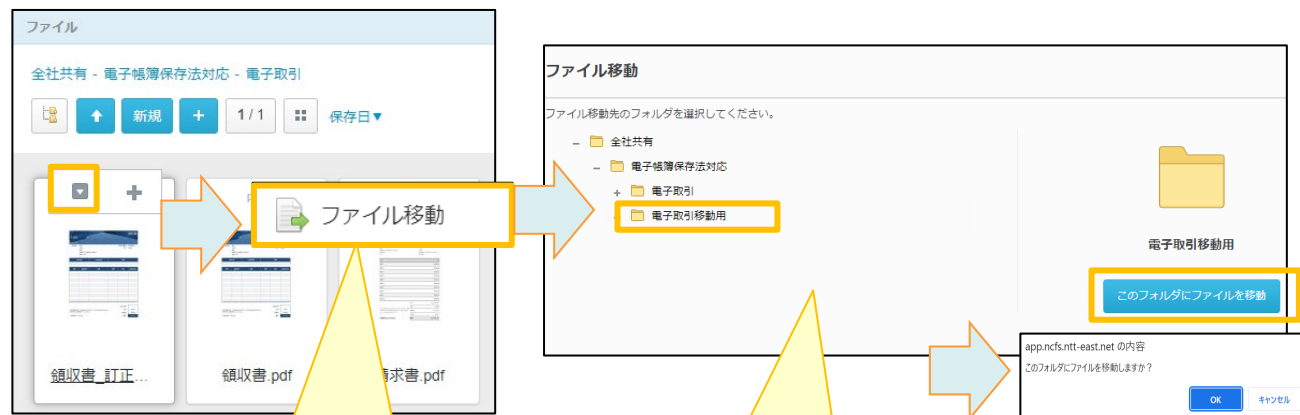 ファイル
全社共有 - 電子帳簿保存法対応 - 電子取引
新規 + 1 / 1 保存日▼
ファイル移動
領収書_訂正...
領収書.pdf
求書.pdf
ファイル移動
ファイル移動先のフォルダを選択してください。
全社共有
電子帳簿保存法対応
電子取引
電子取引移動用
電子取引移動用
このフォルダにファイルを移動
app.ncfs.ntt-east.net の内容
このフォルダにファイルを移動しますか？
OK キャンセル